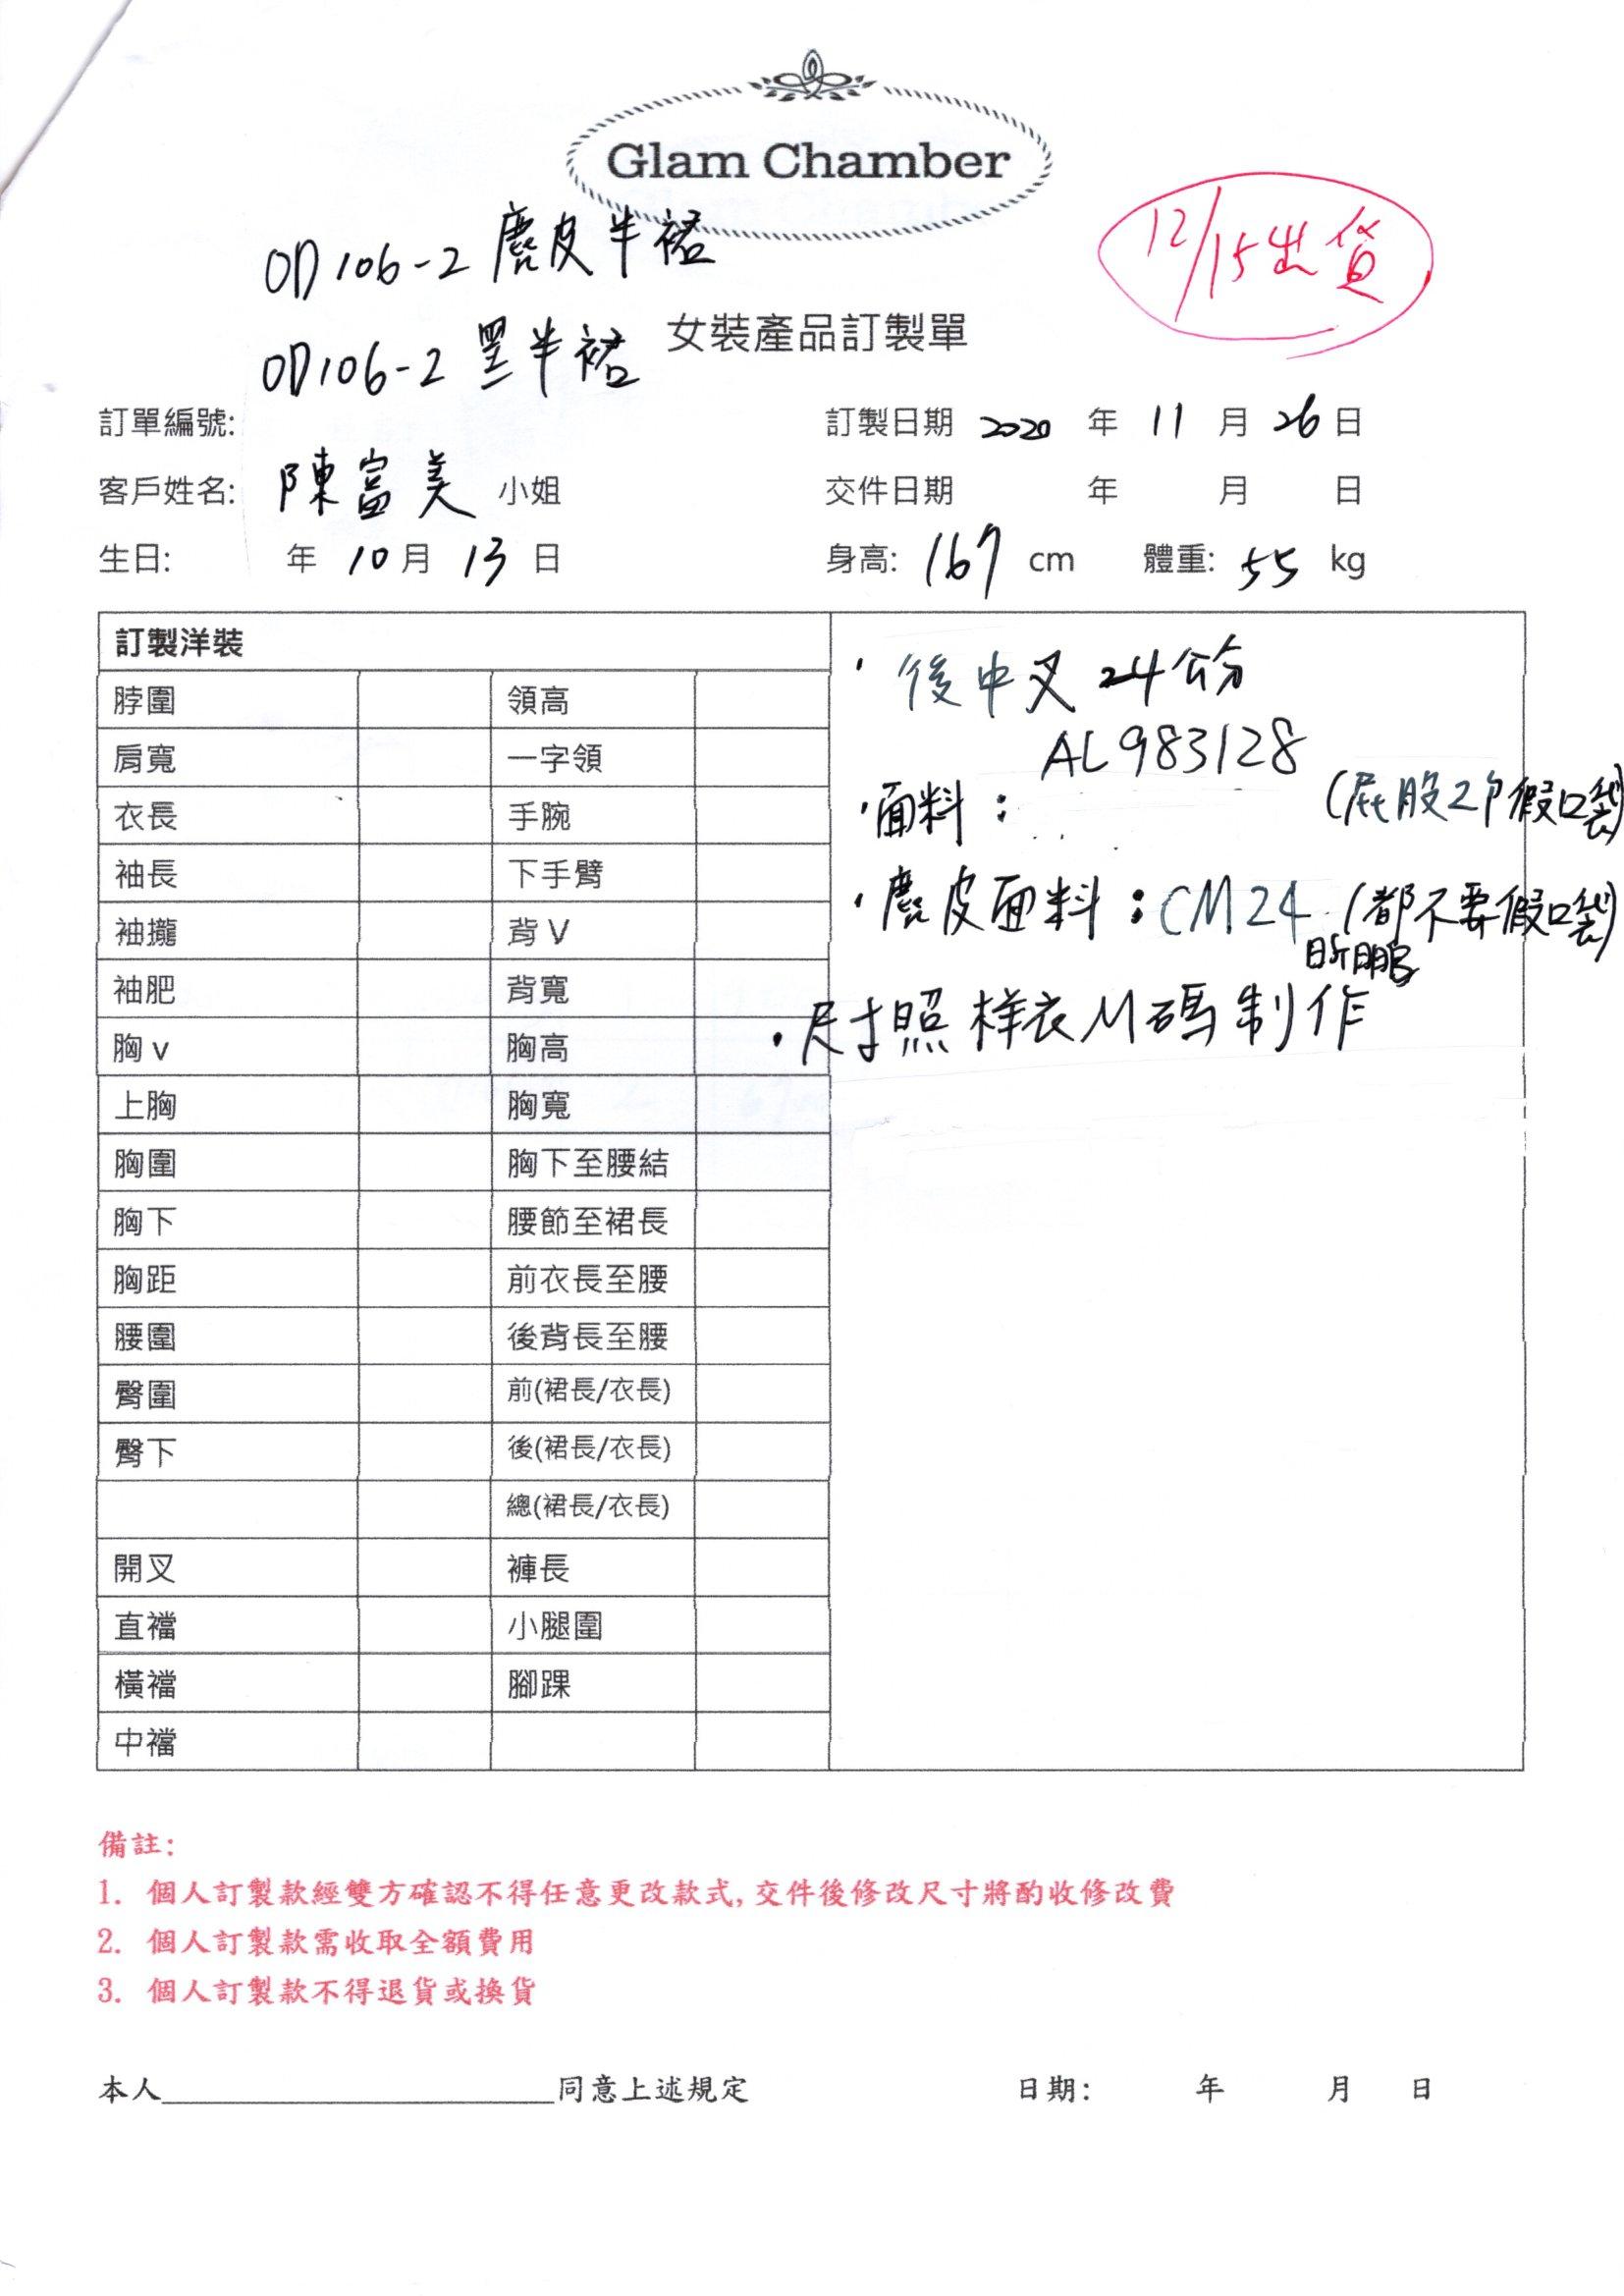 Glam Chamber
12/15出貨
OD106-2 麂皮半裙
OD106-2 黑半裙
女裝產品訂製單
訂單編號: 訂製日期 2020 年 11 月 26 日
客戶姓名: 陳富美 小姐 交件日期 年 月 日
生日: 年 10 月 13 日 身高: 167 cm 體重: 55 kg
訂製洋裝
脖圍 領高
肩寬 一字領
衣長 手腕
袖長 下手臂
袖攏 背 V
袖肥 背寬
胸 v 胸高
上胸 胸寬
胸圍 胸下至腰結
胸下 腰節至裙長
胸距 前衣長至腰
腰圍 後背長至腰
臀圍 前(裙長/衣長)
臀下 後(裙長/衣長)
總(裙長/衣長)
開叉 褲長
直襠 小腿圍
橫襠 腳踝
中襠
·後中叉 24公分
AL983128
·面料: (屁股2个假口袋)
·麂皮面料:CM24 (都不要假口袋)
·尺寸照样衣M碼制作
備註:
1. 個人訂製款經雙方確認不得任意更改款式,交件後修改尺寸將酌收修改費
2. 個人訂製款需收取全額費用
3. 個人訂製款不得退貨或換貨
本人________________同意上述規定 日期: 年 月 日